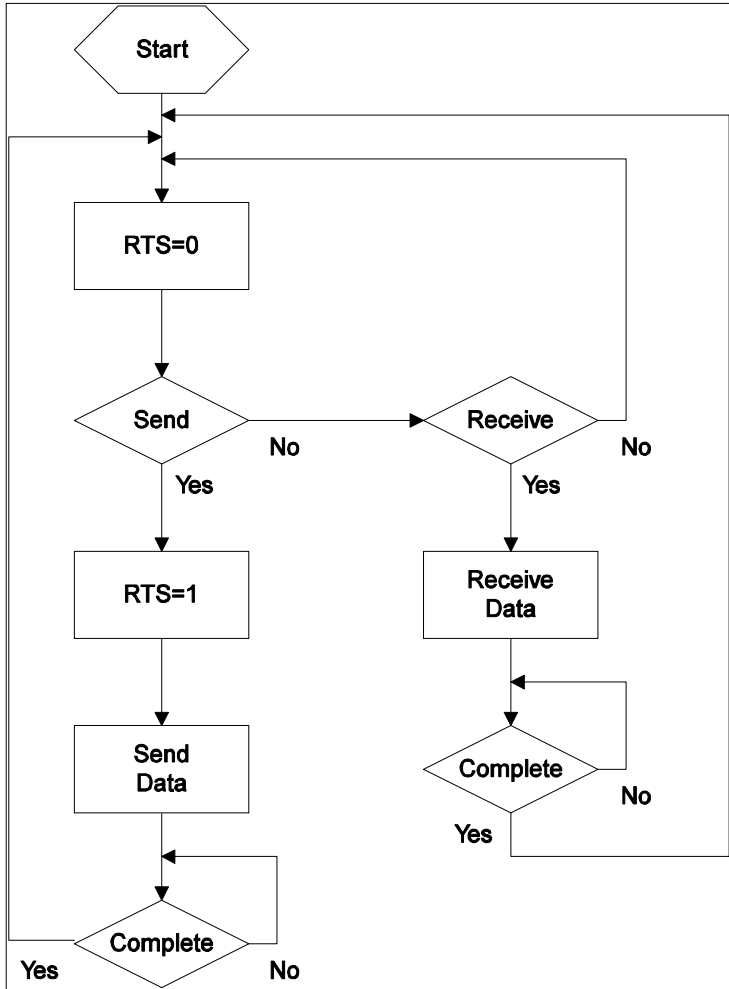 Start
RTS=0
Send
No
Receive
No
Yes
Yes
RTS=1
Receive
Data
Send
Data
Complete
No
Yes
Complete
Yes
No